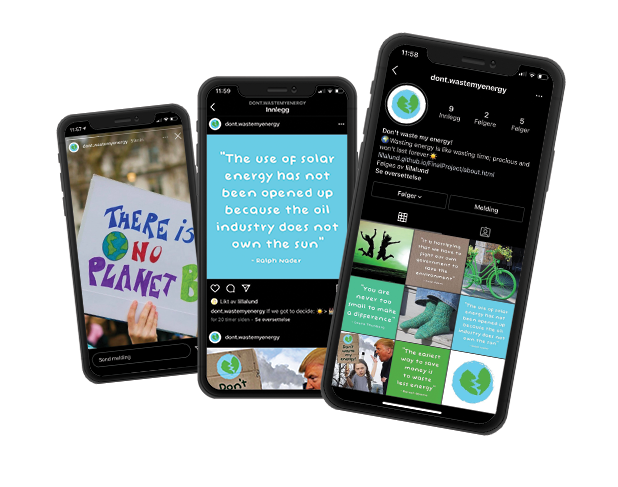 11:57
dont.wastemyenergy
THERE IS
NO
PLANET B
Send melding
11:59
DONT.WASTEMYENERGY
Innlegg
dont.wastemyenergy
"The use of solar
energy has not
been opened up
because the oil
industry does not
own the sun"
- Ralph Nader
Likt av lillalund
dont.wastemyenergy If we got to decide:
for 20 timer siden · Se oversettelse
dont.wastemyenergy
Don't
11:58
dont.wastemyenergy
9
Innlegg
2
Følgere
5
Følger
Don't waste my energy!
Wasting energy is like wasting time; precious and
won't last forever
lillalund.github.io/FinalProject/about.html
Følges av lillalund
Se oversettelse
Følger
Melding
"It is horrifying
that we have to
fight our own
government to
save the
environment"
"You are
never too
small to make
a difference"
"The use of solar
energy has not
been opened up
because the oil
industry does not
own the sun"
Don't
waste
my
energy
"The easiest
way to save
money is
to waste
less energy"